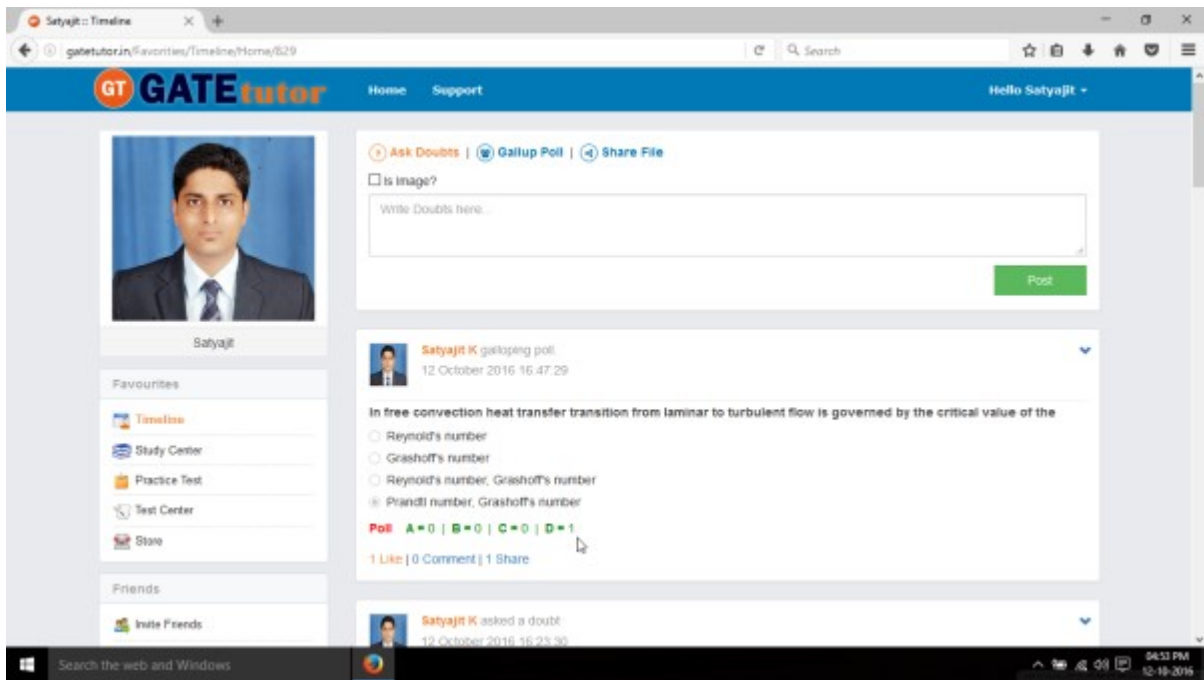 Satyajit :: Timeline
gatetutor.in/Favorities/Timeline/Home/829
Search
GT GATEtutor
Home Support
Hello Satyajit
Ask Doubts | Gallup Poll | Share File
Is Image?
Write Doubts here...
Post
Satyajit
Favourites
Timeline
Study Center
Practice Test
Test Center
Store
Friends
Invite Friends
Satyajit K galloping poll
12 October 2016 16:47:29
In free convection heat transfer transition from laminar to turbulent flow is governed by the critical value of the
Reynold's number
Grashoff's number
Reynold's number, Grashoff's number
Prandtl number, Grashoff's number
Poll A = 0 | B = 0 | C = 0 | D = 1
1 Like | 0 Comment | 1 Share
Satyajit K asked a doubt
12 October 2016 16:23:30
Search the web and Windows
04:53 PM
12-10-2016